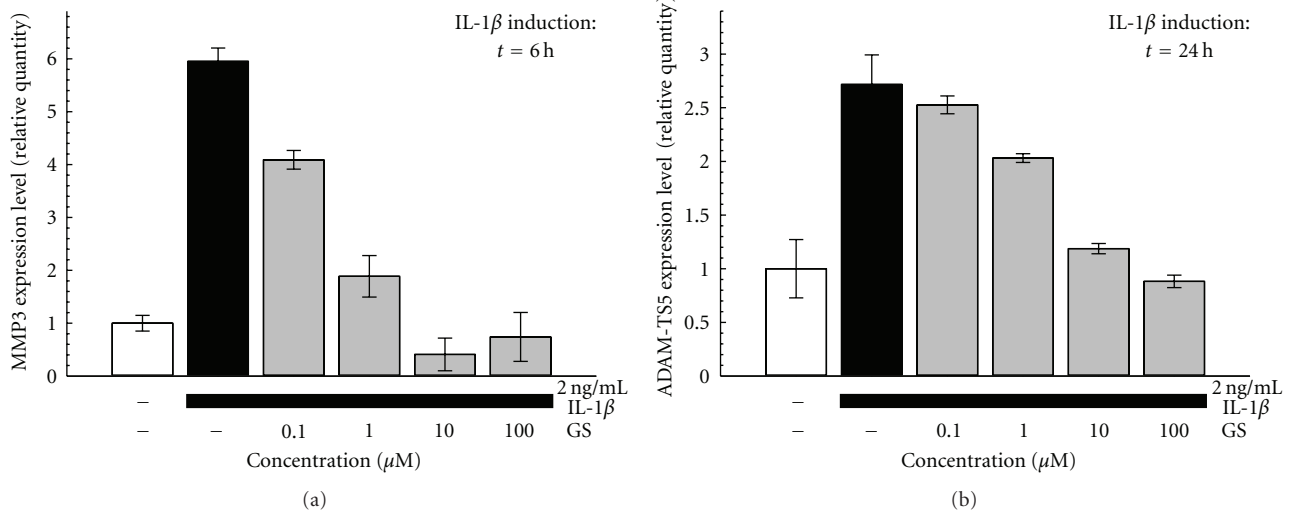 MMP3 expression level (relative quantity)
6
5
4
3
2
1
0
IL-1β induction:
t = 6 h
2 ng/mL
– IL-1β
– – 0.1 1 10 100 GS
Concentration (μM)
(a)
ADAM-TS5 expression level (relative quantity)
3
2.5
2
1.5
1
0.5
0
IL-1β induction:
t = 24 h
2 ng/mL
– IL-1β
– – 0.1 1 10 100 GS
Concentration (μM)
(b)